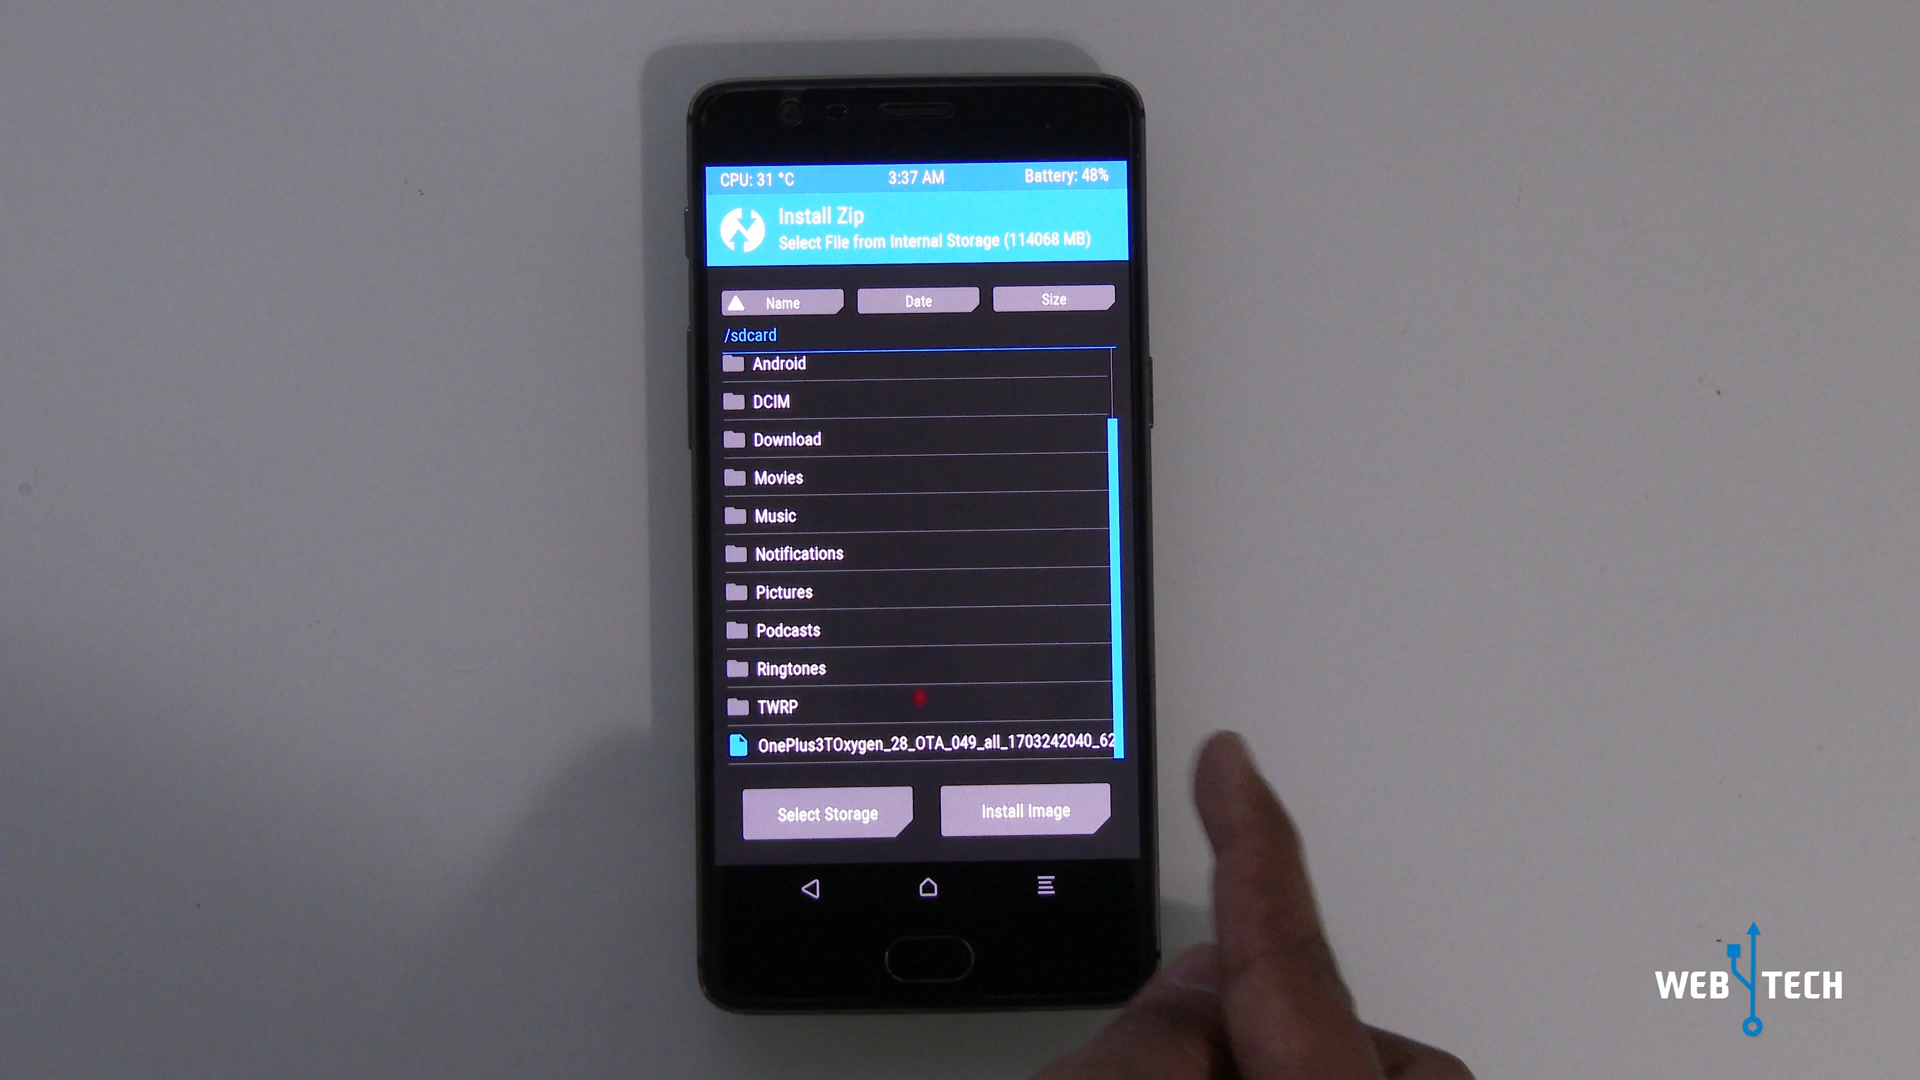 CPU: 31 °C 3:37 AM Battery: 48%
Install Zip
Select File from Internal Storage (114068 MB)
Name Date Size
/sdcard
Android
DCIM
Download
Movies
Music
Notifications
Pictures
Podcasts
Ringtones
TWRP
OnePlus3TOxygen_28_OTA_049_all_1703242040_62
Select Storage Install Image
WEB TECH